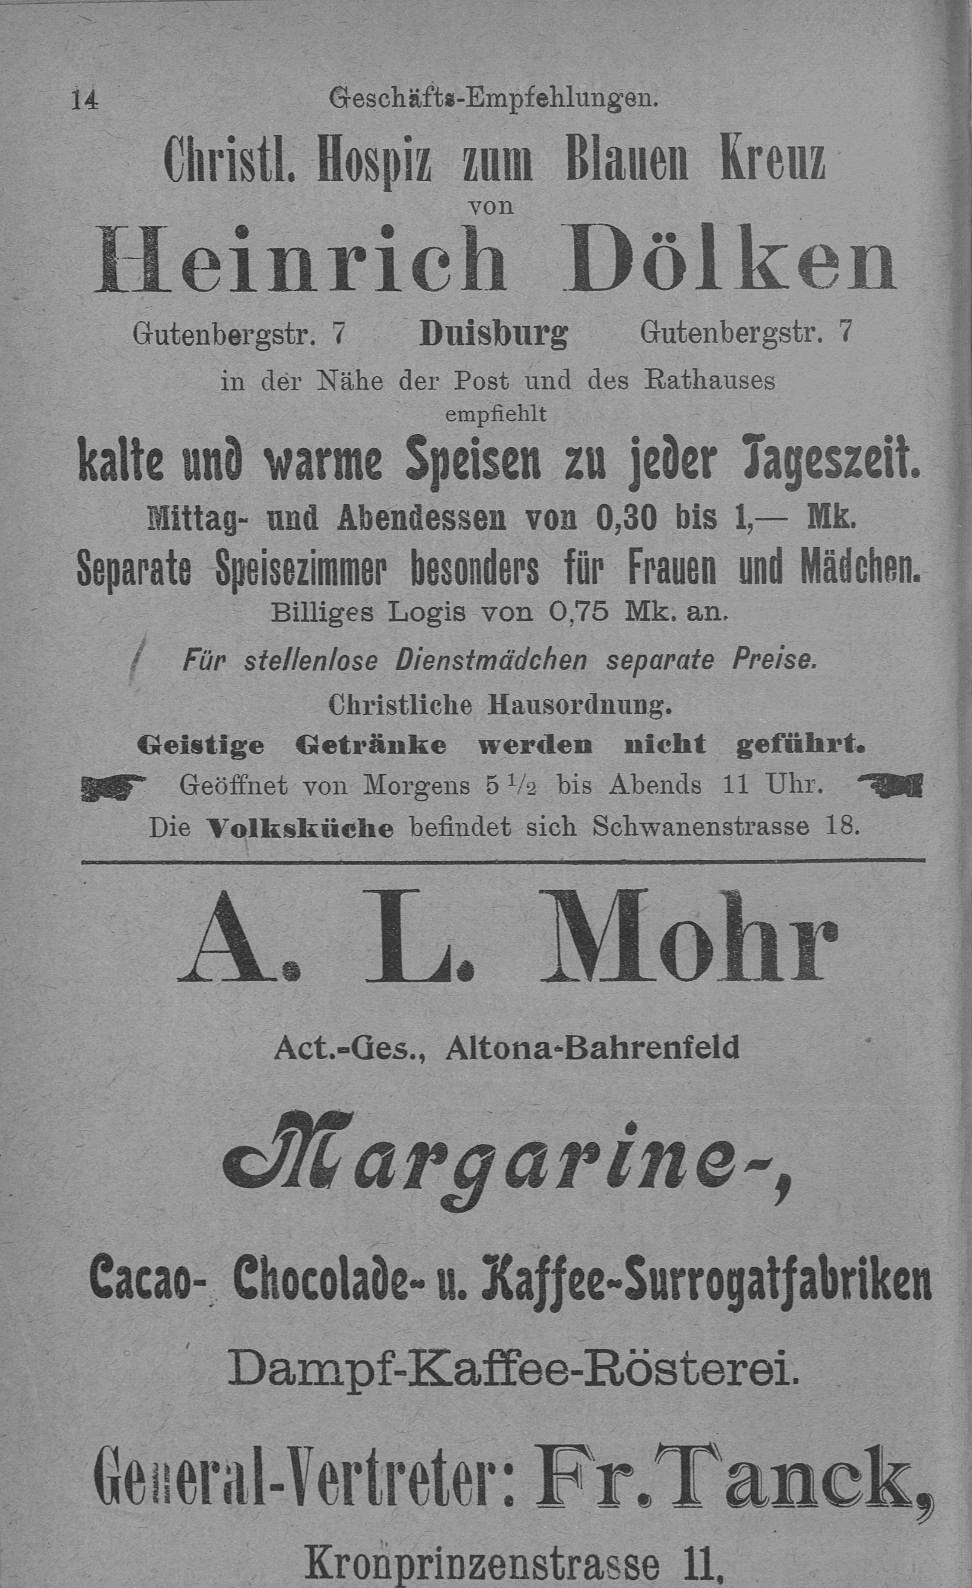 14 Geschäfts-Empfehlungen.
Christl. Hospiz zum Blauen Kreuz
von
Heinrich Dölken
Gutenbergstr. 7 Duisburg Gutenbergstr. 7
in der Nähe der Post und des Rathauses
empfiehlt
kalte und warme Speisen zu jeder Tageszeit.
Mittag- und Abendessen von 0,30 bis 1,— Mk.
Separate Speisezimmer besonders für Frauen und Mädchen.
Billiges Logis von 0,75 Mk. an.
Für stellenlose Dienstmädchen separate Preise.
Christliche Hausordnung.
Geistige Getränke werden nicht geführt.
Geöffnet von Morgens 5 1/2 bis Abends 11 Uhr.
Die Volksküche befindet sich Schwanenstrasse 18.
A. L. Mohr
Act.-Ges., Altona-Bahrenfeld
Margarine-,
Cacao- Chocolade- u. Kaffee-Surrogatfabriken
Dampf-Kaffee-Rösterei.
General-Vertreter: Fr. Tanck,
Kronprinzenstrasse 11.